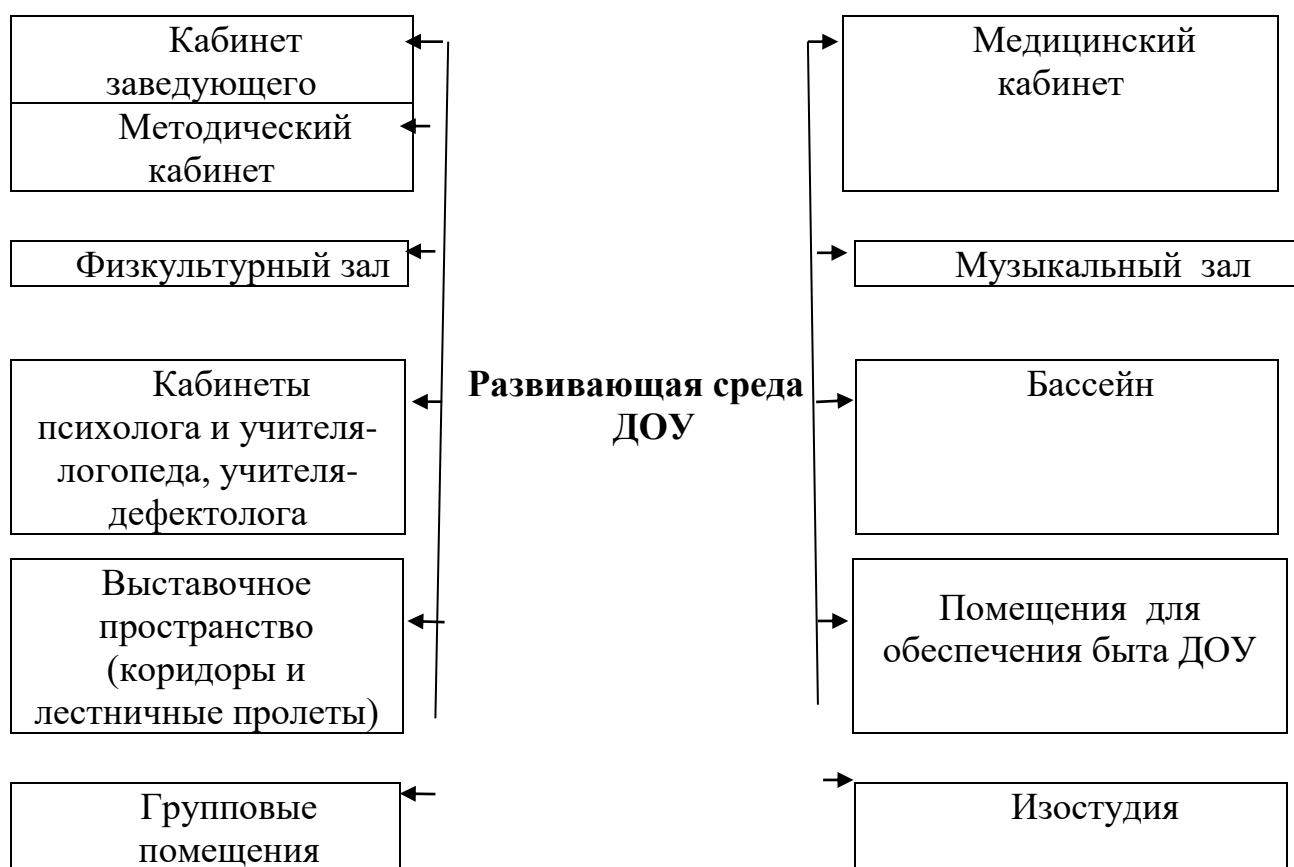 Кабинет
заведующего
Методический
кабинет
Физкультурный зал
Кабинеты
психолога и учителя-
логопеда, учителя-
дефектолога
Выставочное
пространство
(коридоры и
лестничные пролеты)
Групповые
помещения
Развивающая среда
ДОУ
Медицинский
кабинет
Музыкальный зал
Бассейн
Помещения для
обеспечения быта ДОУ
Изостудия